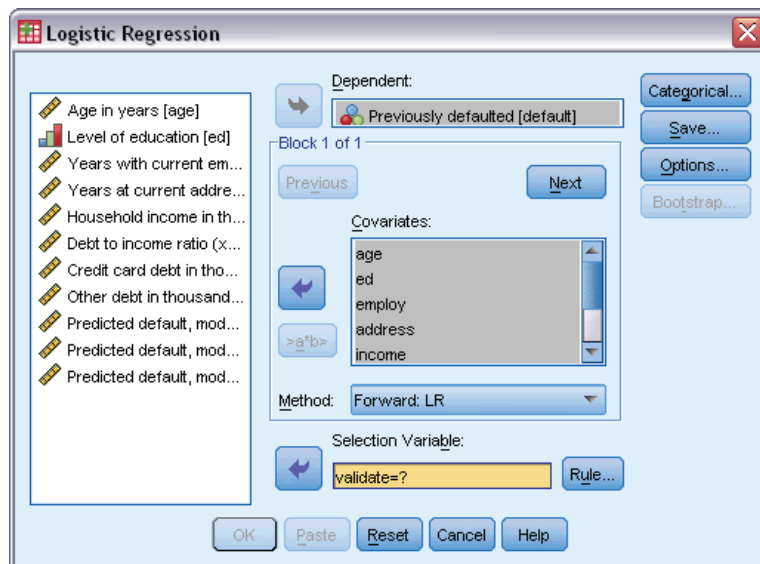 Logistic Regression
Age in years [age]
Level of education [ed]
Years with current em...
Years at current addre...
Household income in th...
Debt to income ratio (x...
Credit card debt in tho...
Other debt in thousand...
Predicted default, mod...
Predicted default, mod...
Predicted default, mod...
Dependent:
Previously defaulted [default]
Block 1 of 1
Previous
Next
Covariates:
age
ed
employ
address
income
>a*b>
Method:
Forward: LR
Selection Variable:
validate=?
Rule...
Categorical...
Save...
Options...
Bootstrap...
OK
Paste
Reset
Cancel
Help